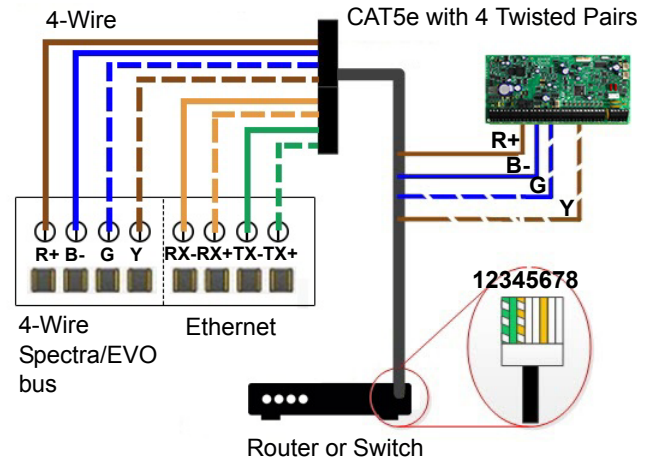 4-Wire
CAT5e with 4 Twisted Pairs
R+
B-
G
Y
R+ B- G Y RX-RX+TX-TX+
4-Wire
Spectra/EVO
bus
Ethernet
12345678
Router or Switch